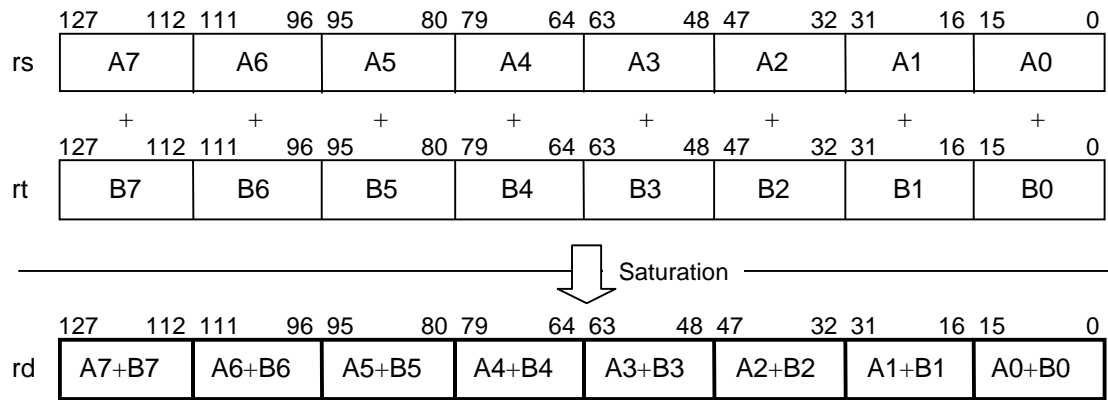 127 112 111 96 95 80 79 64 63 48 47 32 31 16 15 0
rs A7 A6 A5 A4 A3 A2 A1 A0
+ + + + + + + +
127 112 111 96 95 80 79 64 63 48 47 32 31 16 15 0
rt B7 B6 B5 B4 B3 B2 B1 B0
Saturation
127 112 111 96 95 80 79 64 63 48 47 32 31 16 15 0
rd A7+B7 A6+B6 A5+B5 A4+B4 A3+B3 A2+B2 A1+B1 A0+B0